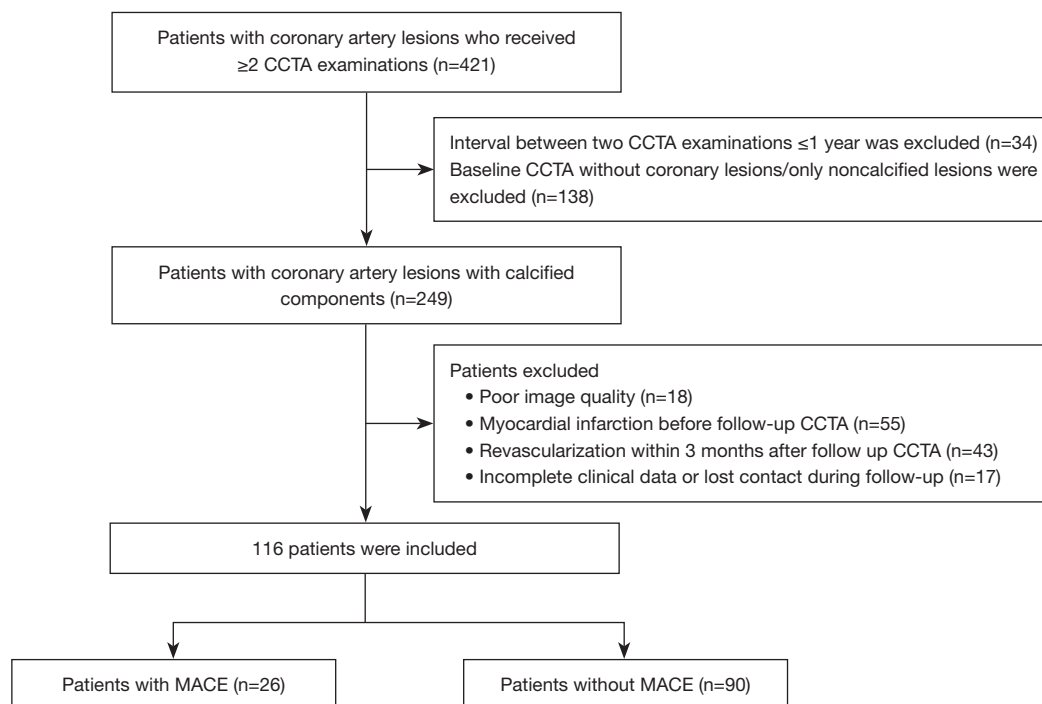 Patients with coronary artery lesions who received
≥2 CCTA examinations (n=421)
Interval between two CCTA examinations ≤1 year was excluded (n=34)
Baseline CCTA without coronary lesions/only noncalcified lesions were
excluded (n=138)
Patients with coronary artery lesions with calcified
components (n=249)
Patients excluded
• Poor image quality (n=18)
• Myocardial infarction before follow-up CCTA (n=55)
• Revascularization within 3 months after follow up CCTA (n=43)
• Incomplete clinical data or lost contact during follow-up (n=17)
116 patients were included
Patients with MACE (n=26)
Patients without MACE (n=90)